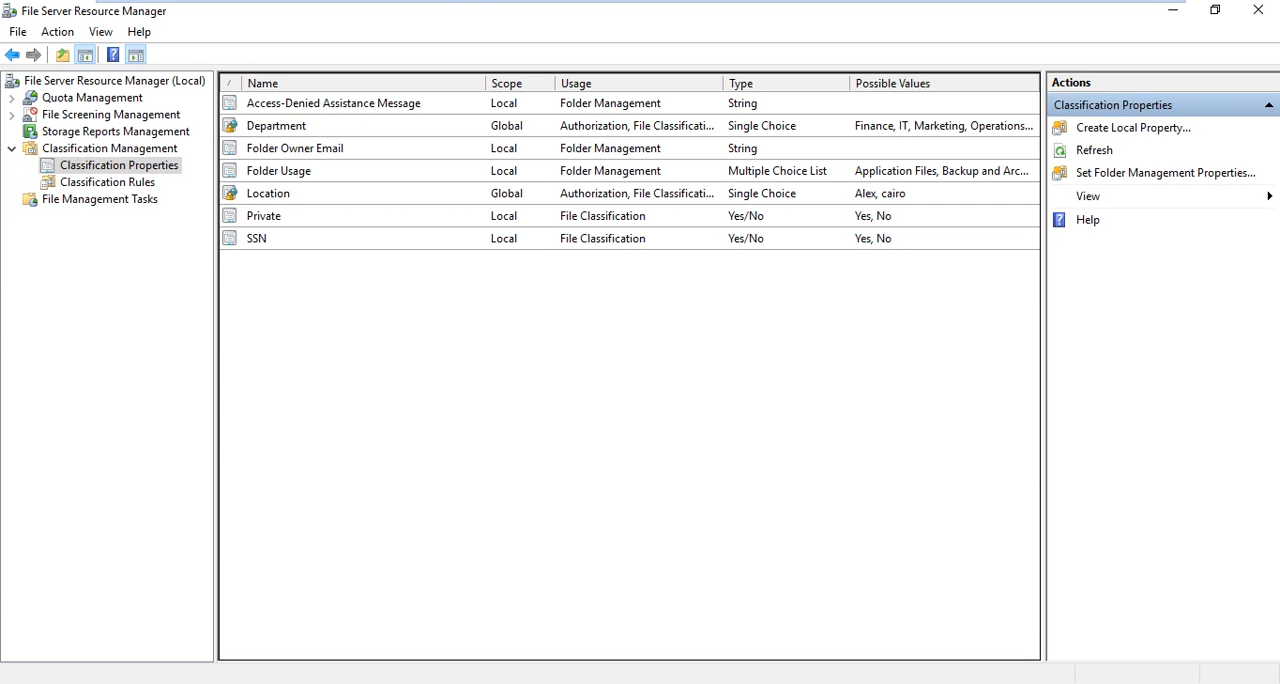 File Server Resource Manager
File Action View Help
File Server Resource Manager (Local)
Quota Management
File Screening Management
Storage Reports Management
Classification Management
Classification Properties
Classification Rules
File Management Tasks
Name Scope Usage Type Possible Values
Access-Denied Assistance Message Local Folder Management String
Department Global Authorization, File Classificati... Single Choice Finance, IT, Marketing, Operations...
Folder Owner Email Local Folder Management String
Folder Usage Local Folder Management Multiple Choice List Application Files, Backup and Arc...
Location Global Authorization, File Classificati... Single Choice Alex, cairo
Private Local File Classification Yes/No Yes, No
SSN Local File Classification Yes/No Yes, No
Actions
Classification Properties
Create Local Property...
Refresh
Set Folder Management Properties...
View
Help